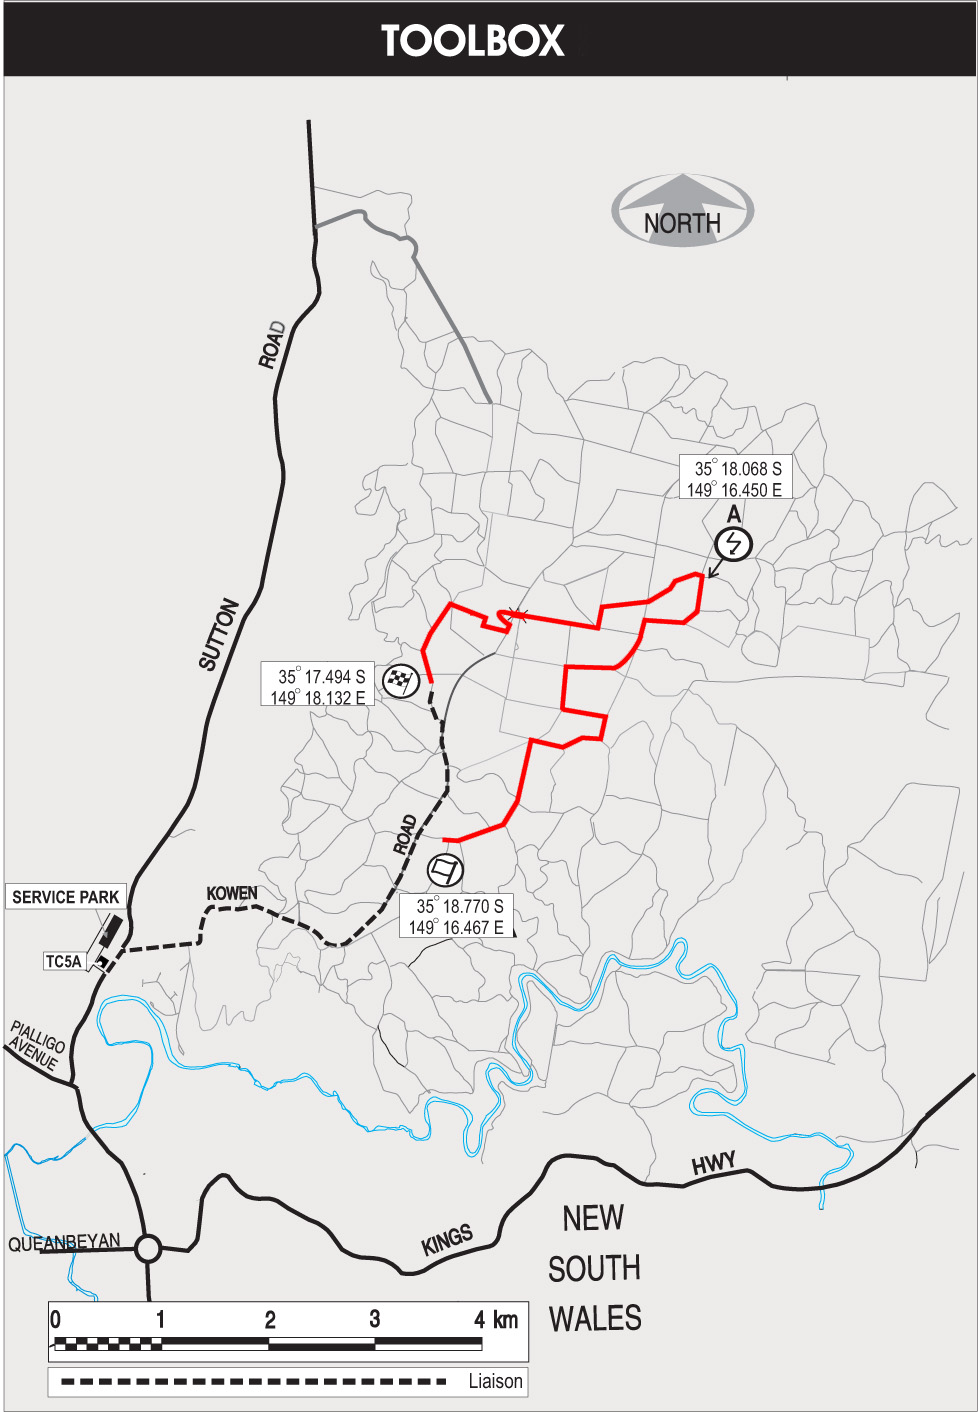 TOOLBOX
NORTH
ROAD
35° 18.068 S
149° 16.450 E
A
SUTTON
35° 17.494 S
149° 18.132 E
ROAD
KOWEN
SERVICE PARK
35° 18.770 S
149° 16.467 E
TC5A
PIALLIGO
AVENUE
HWY
KINGS
NEW
SOUTH
WALES
QUEANBEYAN
0 1 2 3 4 km
Liaison